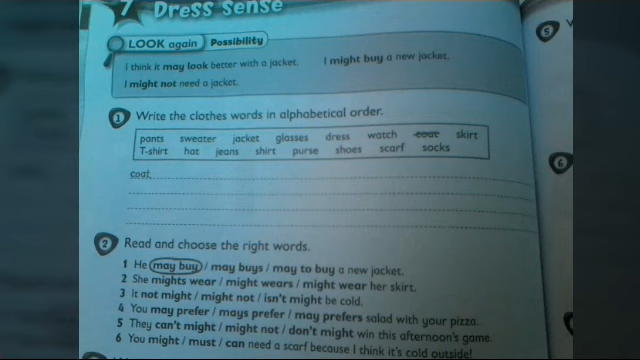 7 Dress sense
LOOK again Possibility
I think it may look better with a jacket. I might buy a new jacket.
I might not need a jacket.
1 Write the clothes words in alphabetical order.
pants sweater jacket glasses dress watch coat skirt
T-shirt hat jeans shirt purse shoes scarf socks
coat,
2 Read and choose the right words.
1 He may buy / may buys / may to buy a new jacket.
2 She mights wear / might wears / might wear her skirt.
3 It not might / might not / isn't might be cold.
4 You may prefer / mays prefer / may prefers salad with your pizza.
5 They can't might / might not / don't might win this afternoon's game.
6 You might / must / can need a scarf because I think it's cold outside!
5
6